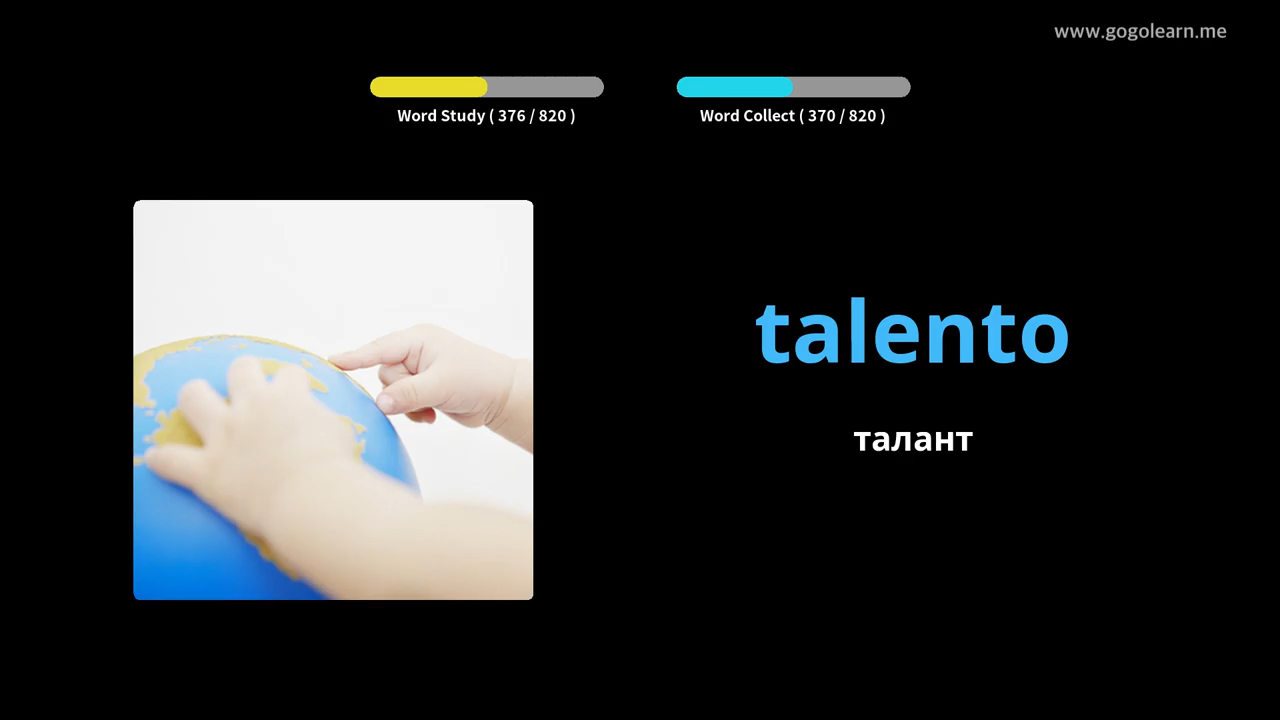 www.gogolearn.me
Word Study ( 376 / 820 )
Word Collect ( 370 / 820 )
talento
талант